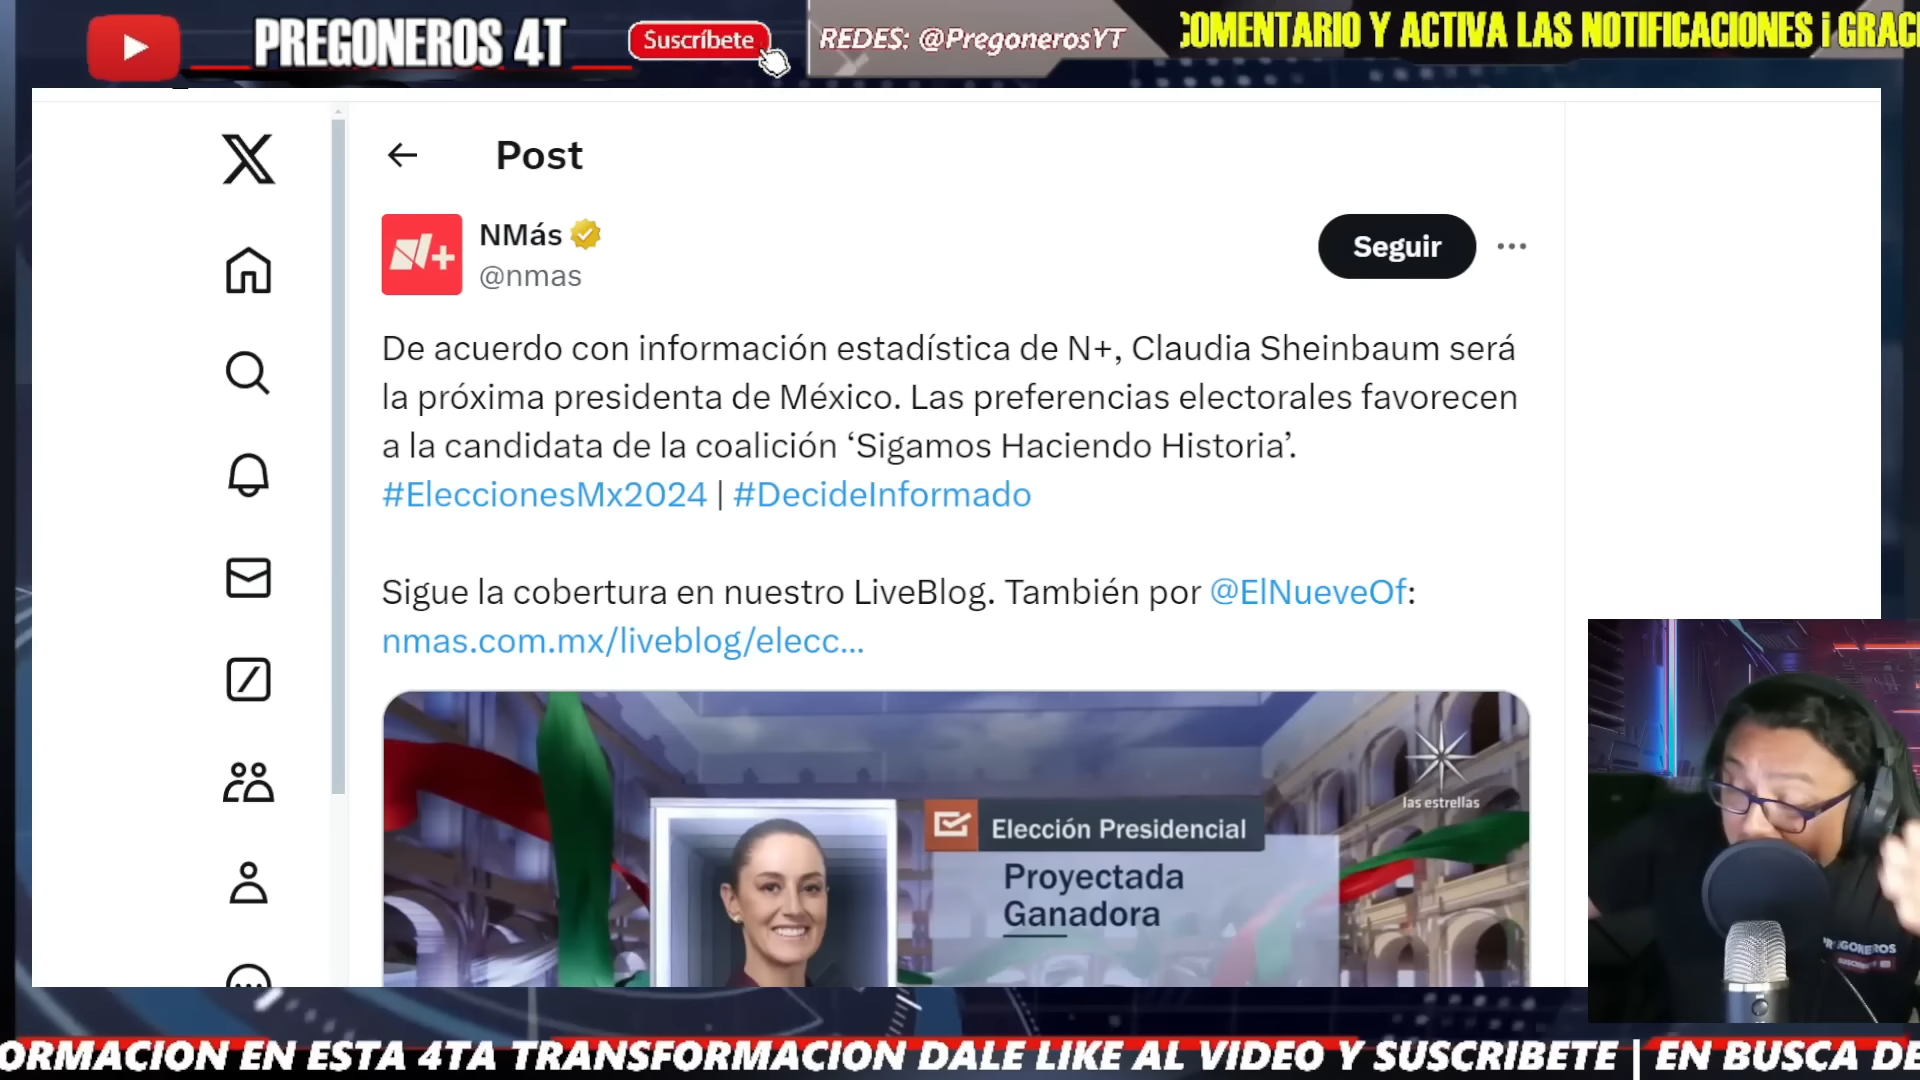 PREGONEROS 4T
Suscríbete
REDES: @PregonerosYT
COMENTARIO Y ACTIVA LAS NOTIFICACIONES ¡ GRAC
Post
NMás
@nmas
Seguir
De acuerdo con información estadística de N+, Claudia Sheinbaum será
la próxima presidenta de México. Las preferencias electorales favorecen
a la candidata de la coalición ‘Sigamos Haciendo Historia’.
#EleccionesMx2024 | #DecideInformado
Sigue la cobertura en nuestro LiveBlog. También por @ElNueveOf:
nmas.com.mx/liveblog/elecc...
las estrellas
Elección Presidencial
Proyectada
Ganadora
PREGONEROS
ORMACION EN ESTA 4TA TRANSFORMACION DALE LIKE AL VIDEO Y SUSCRIBETE | EN BUSCA DE